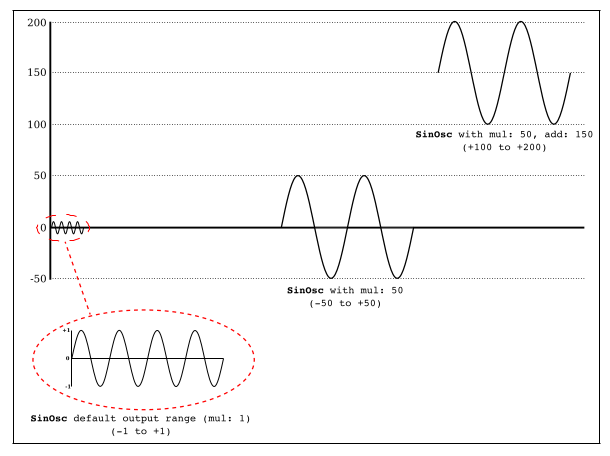 200
150
100
SinOsc with mul: 50, add: 150
(+100 to +200)
50
0
-50
SinOsc with mul: 50
(-50 to +50)
+1
0
-1
SinOsc default output range (mul: 1)
(-1 to +1)